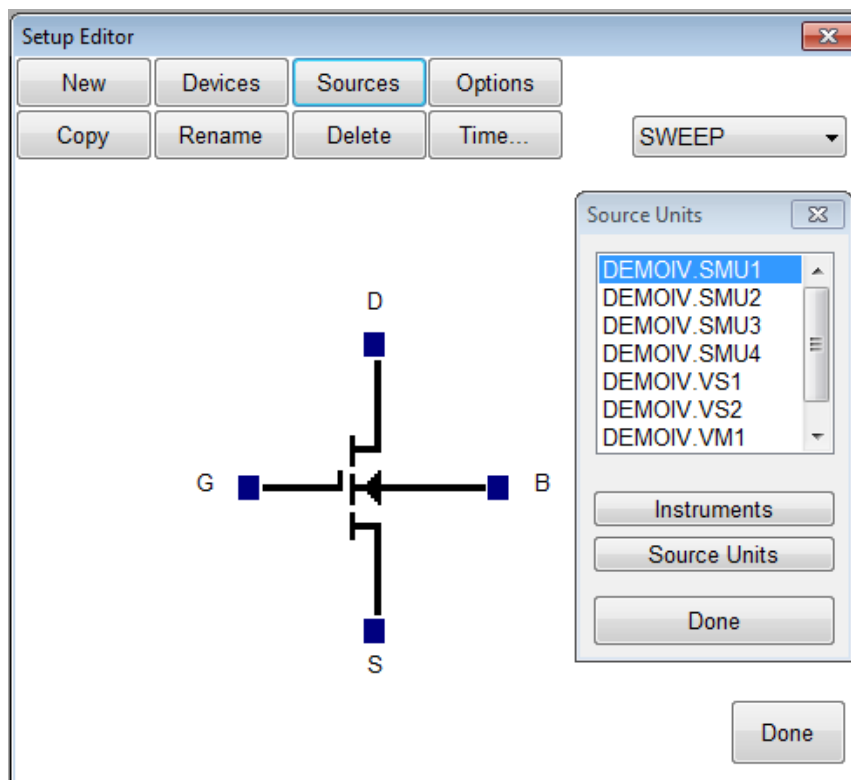 Setup Editor
New Devices Sources Options
Copy Rename Delete Time... SWEEP
Source Units
DEMOIV.SMU1
DEMOIV.SMU2
DEMOIV.SMU3
DEMOIV.SMU4
DEMOIV.VS1
DEMOIV.VS2
DEMOIV.VM1
D
G B
S
Instruments
Source Units
Done
Done